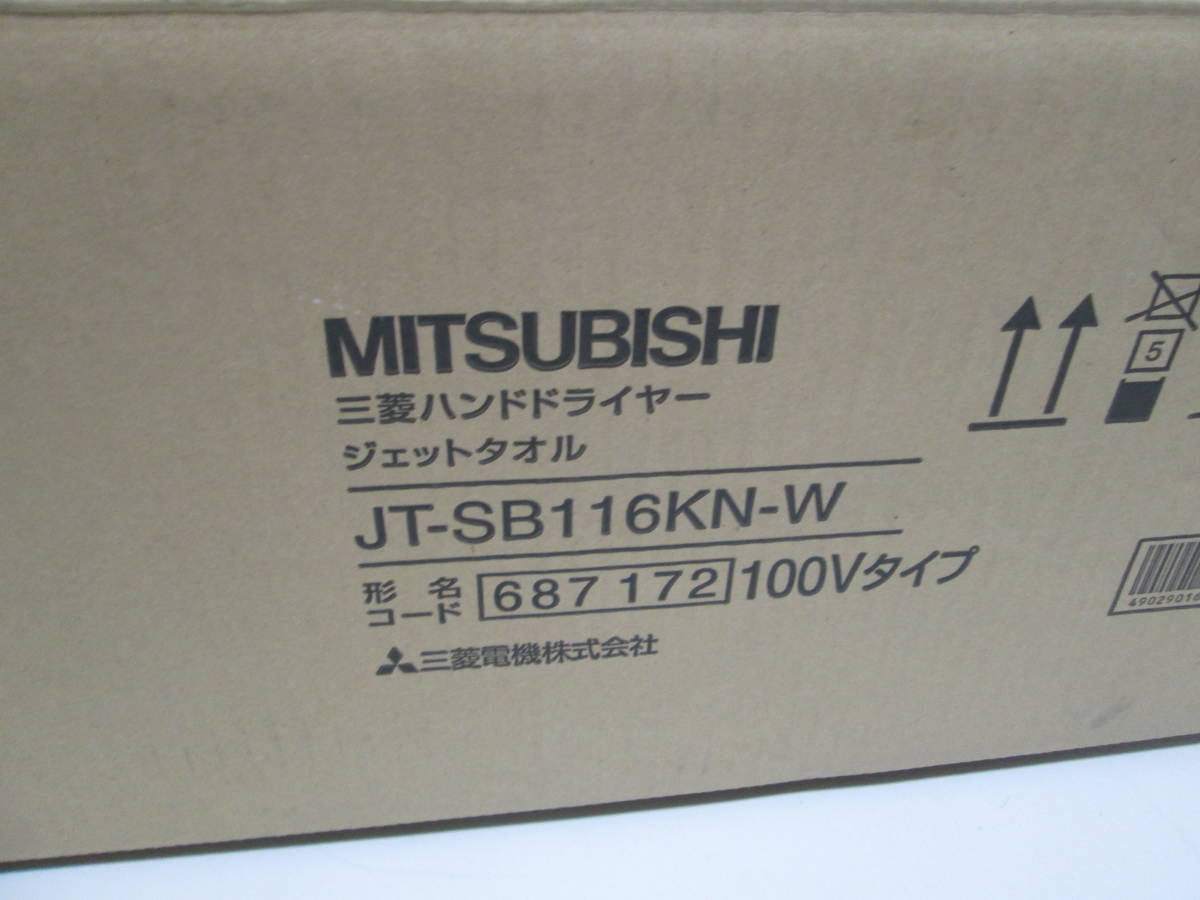 MITSUBISHI
三菱ハンドドライヤー
ジェットタオル
JT-SB116KN-W
形名コード 687 172 100Vタイプ
三菱電機株式会社
5
49029016